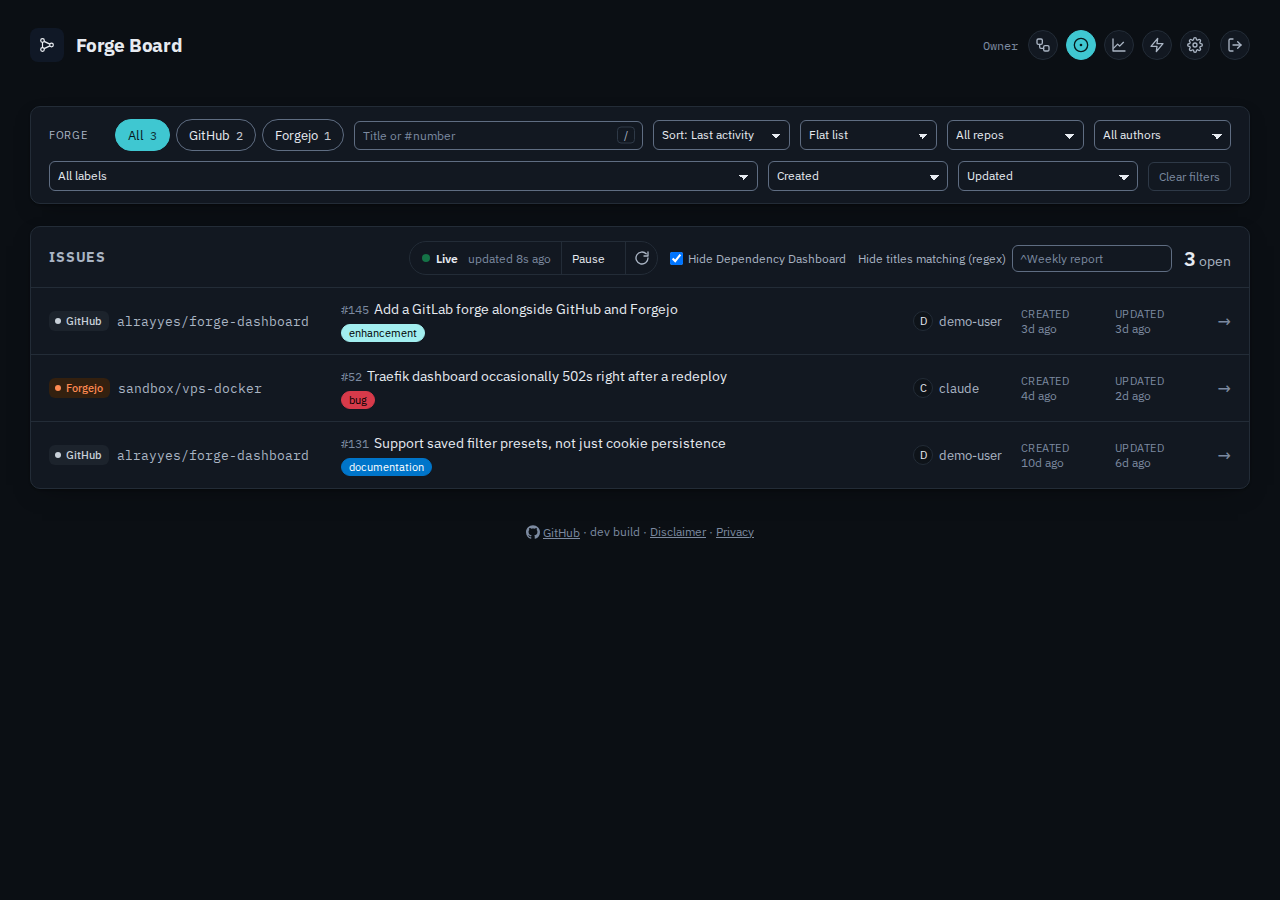 Forge Board
Owner
FORGE All 3 GitHub 2 Forgejo 1 Title or #number / Sort: Last activity Flat list All repos All authors
All labels Created Updated Clear filters
ISSUES Live updated 8s ago Pause Hide Dependency Dashboard Hide titles matching (regex) ^Weekly report 3 open
GitHub alrayyes/forge-dashboard #145 Add a GitLab forge alongside GitHub and Forgejo D demo-user CREATED UPDATED →
enhancement 3d ago 3d ago
Forgejo sandbox/vps-docker #52 Traefik dashboard occasionally 502s right after a redeploy C claude CREATED UPDATED →
bug 4d ago 2d ago
GitHub alrayyes/forge-dashboard #131 Support saved filter presets, not just cookie persistence D demo-user CREATED UPDATED →
documentation 10d ago 6d ago
GitHub · dev build · Disclaimer · Privacy